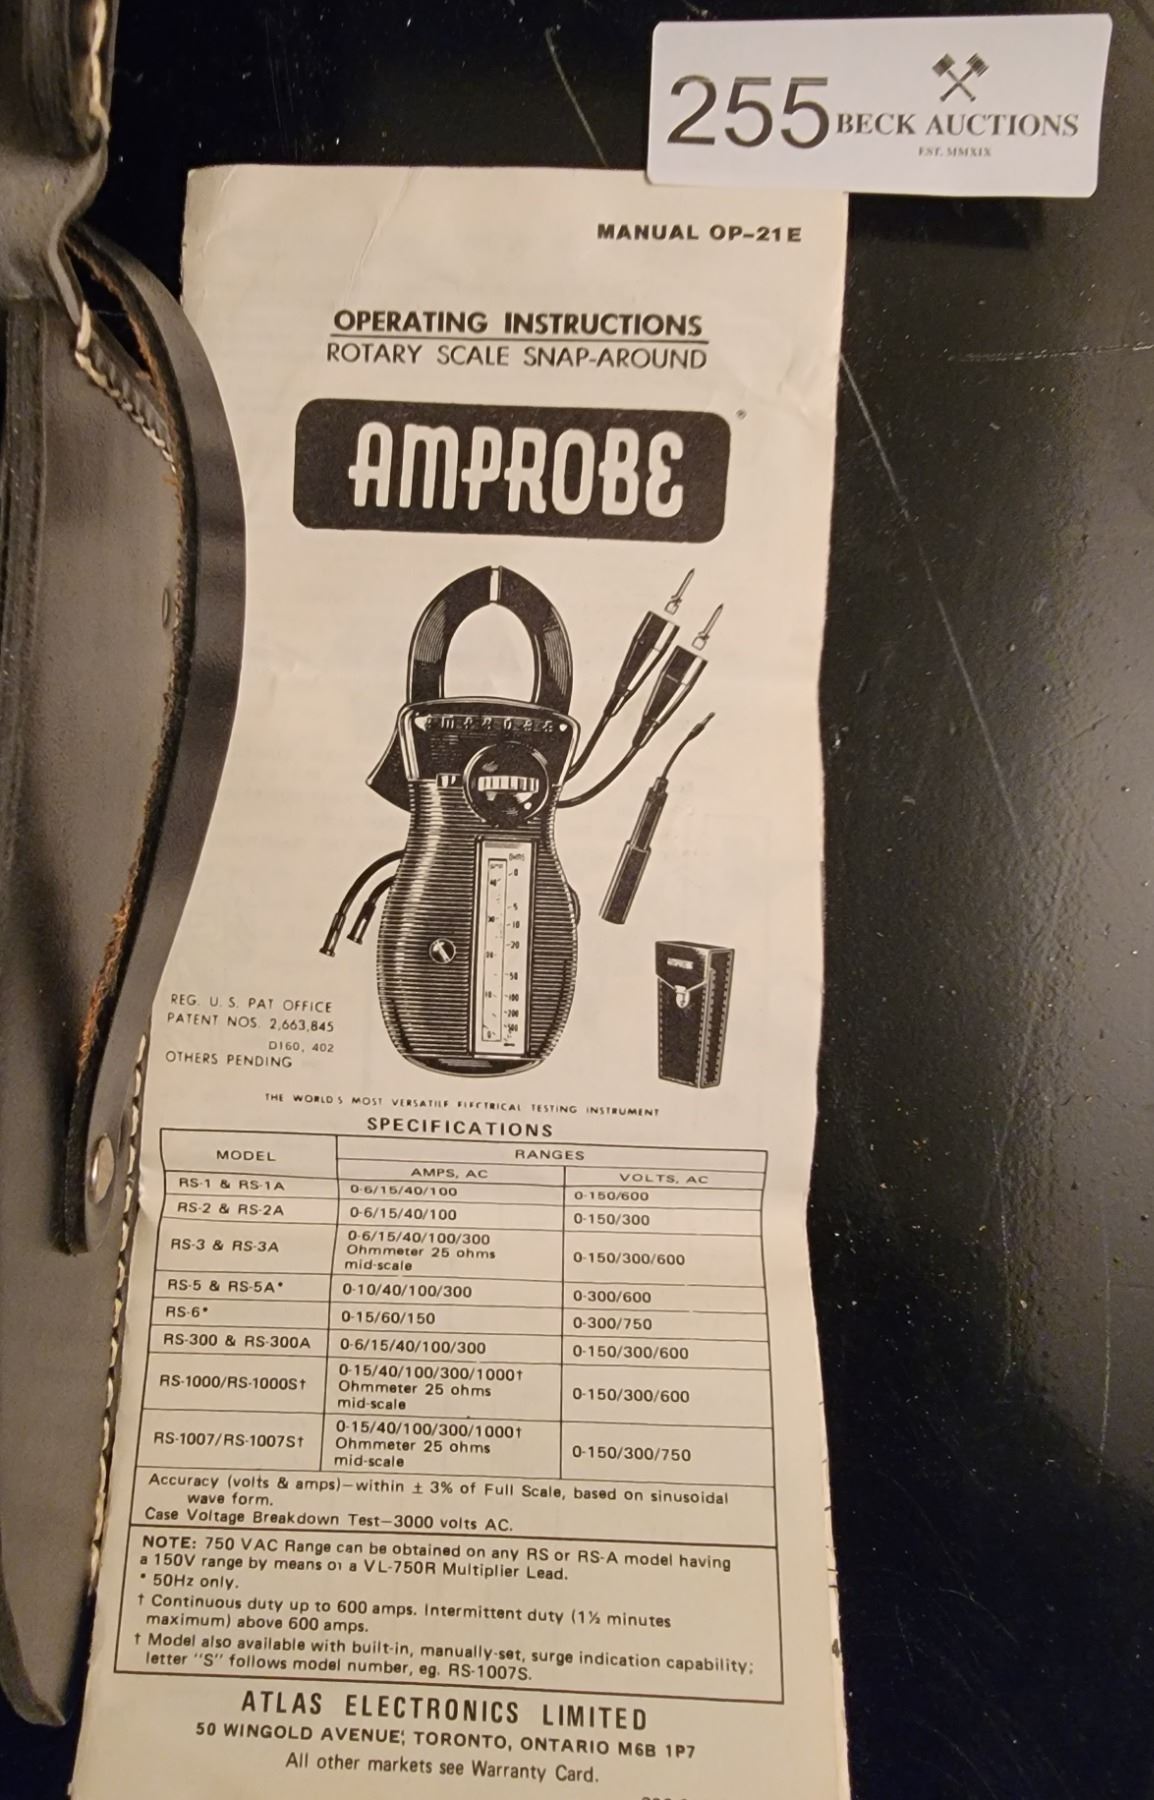 255 BECK AUCTIONS
EST. MMXIX
MANUAL OP-21E
OPERATING INSTRUCTIONS
ROTARY SCALE SNAP-AROUND
AMPROBE®
AMPROBE
OHMS
REG. U. S. PAT OFFICE
PATENT NOS. 2,663,845
D160, 402
OTHERS PENDING
THE WORLD'S MOST VERSATILE ELECTRICAL TESTING INSTRUMENT
SPECIFICATIONS
MODEL RANGES
AMPS, AC VOLTS, AC
RS-1 & RS-1A 0-6/15/40/100 0-150/600
RS-2 & RS-2A 0-6/15/40/100 0-150/300
RS-3 & RS-3A 0-6/15/40/100/300 0-150/300/600
Ohmmeter 25 ohms
mid-scale
RS-5 & RS-5A* 0-10/40/100/300 0-300/600
RS-6* 0-15/60/150 0-300/750
RS-300 & RS-300A 0-6/15/40/100/300 0-150/300/600
RS-1000/RS-1000S† 0-15/40/100/300/1000† 0-150/300/600
Ohmmeter 25 ohms
mid-scale
RS-1007/RS-1007S† 0-15/40/100/300/1000† 0-150/300/750
Ohmmeter 25 ohms
mid-scale
Accuracy (volts & amps)—within ± 3% of Full Scale, based on sinusoidal
wave form.
Case Voltage Breakdown Test—3000 volts AC.
NOTE: 750 VAC Range can be obtained on any RS or RS-A model having
a 150V range by means of a VL-750R Multiplier Lead.
* 50Hz only.
† Continuous duty up to 600 amps. Intermittent duty (1½ minutes
maximum) above 600 amps.
† Model also available with built-in, manually-set, surge indication capability;
letter "S" follows model number, eg. RS-1007S.
ATLAS ELECTRONICS LIMITED
50 WINGOLD AVENUE, TORONTO, ONTARIO M6B 1P7
All other markets see Warranty Card.